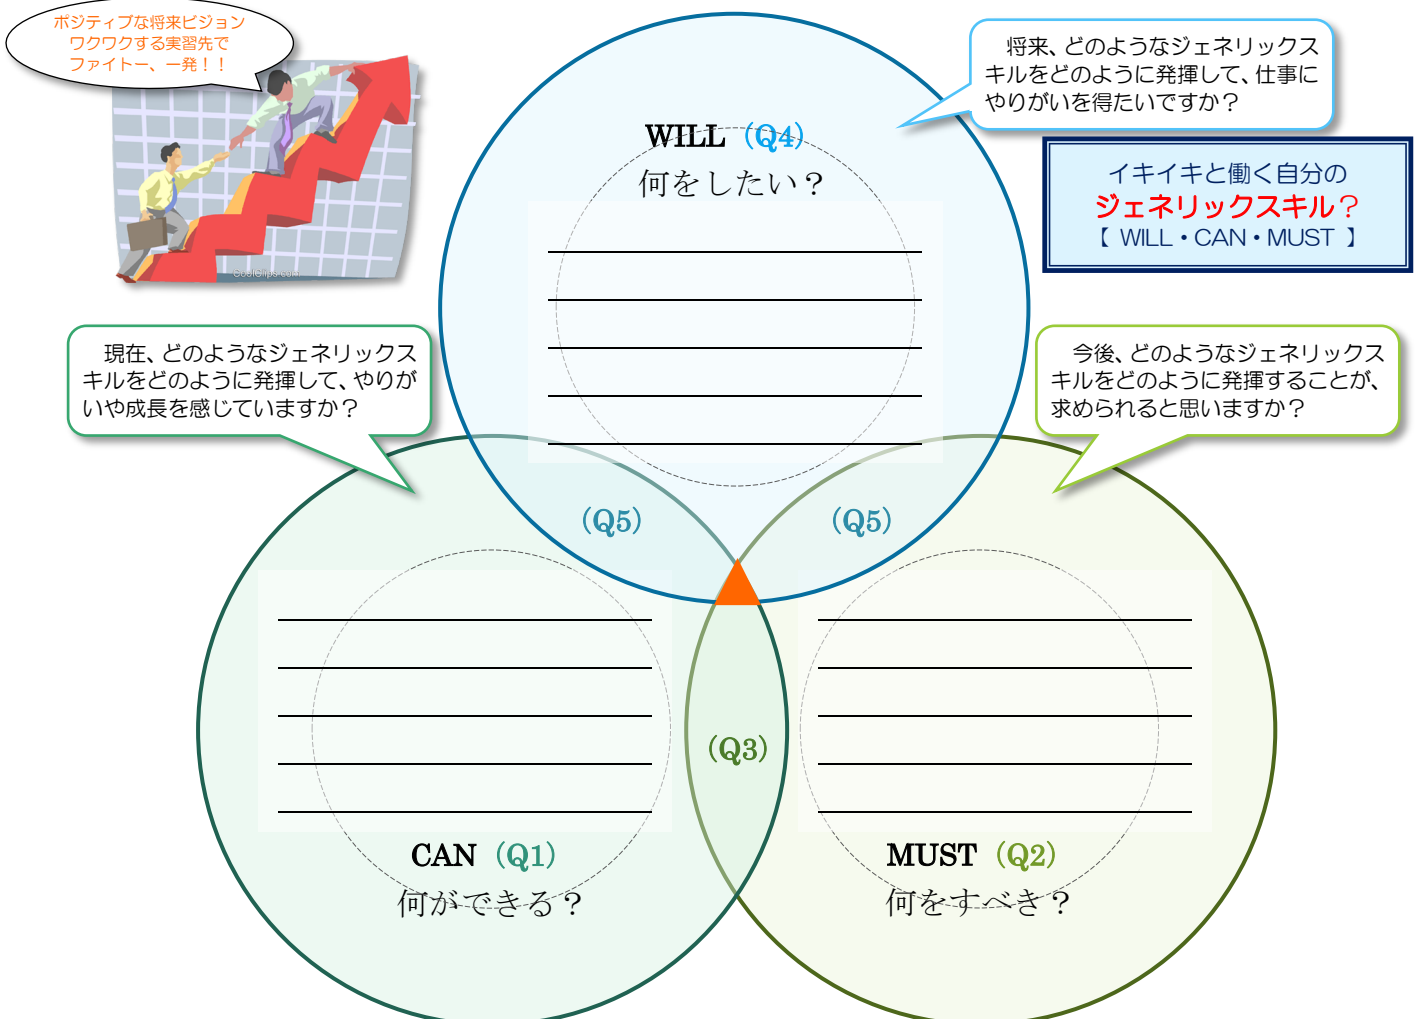 ポジティブな将来ビジョン
ワクワクする実習先で
ファイトー、一発！！
CoolClips.com
将来、どのようなジェネリックス
キルをどのように発揮して、仕事に
やりがいを得たいですか？
イキイキと働く自分の
ジェネリックスキル？
【 WILL・CAN・MUST 】
WILL（Q4）
何をしたい？
現在、どのようなジェネリックス
キルをどのように発揮して、やりが
いや成長を感じていますか？
今後、どのようなジェネリックス
キルをどのように発揮することが、
求められると思いますか？
（Q5）
（Q5）
（Q3）
CAN（Q1）
何ができる？
MUST（Q2）
何をすべき？